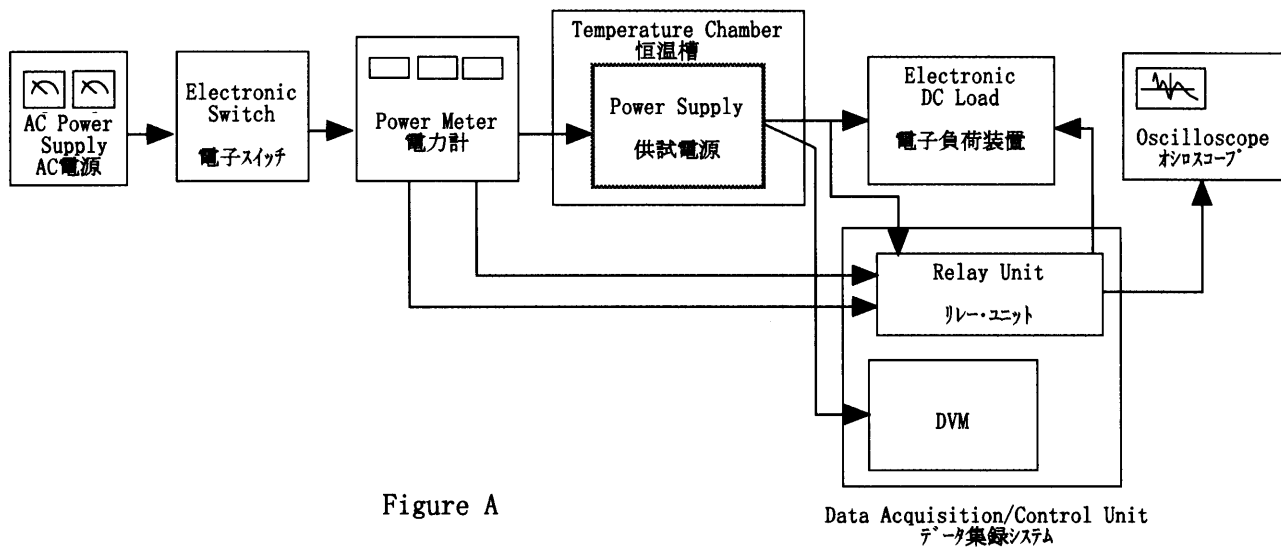 AC Power
Supply
AC電源
Electronic
Switch
電子スイッチ
Power Meter
電力計
Temperature Chamber
恒温槽
Power Supply
供試電源
Electronic
DC Load
電子負荷装置
Oscilloscope
オシロスコープ
Relay Unit
リレー・ユニット
DVM
Data Acquisition/Control Unit
データ集録システム
Figure A